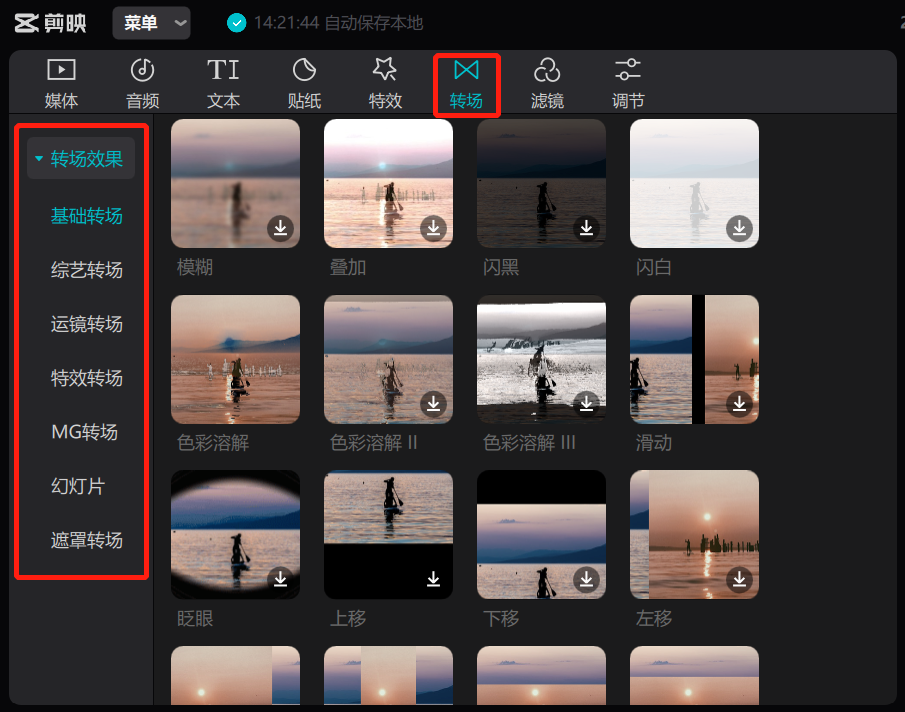 剪映 菜单 14:21:44 自动保存本地
TI
媒体 音频 文本 贴纸 特效 转场 滤镜 调节
转场效果
基础转场
综艺转场
运镜转场
特效转场
MG转场
幻灯片
遮罩转场
模糊 叠加 闪黑 闪白
色彩溶解 色彩溶解 II 色彩溶解 III 滑动
眨眼 上移 下移 左移